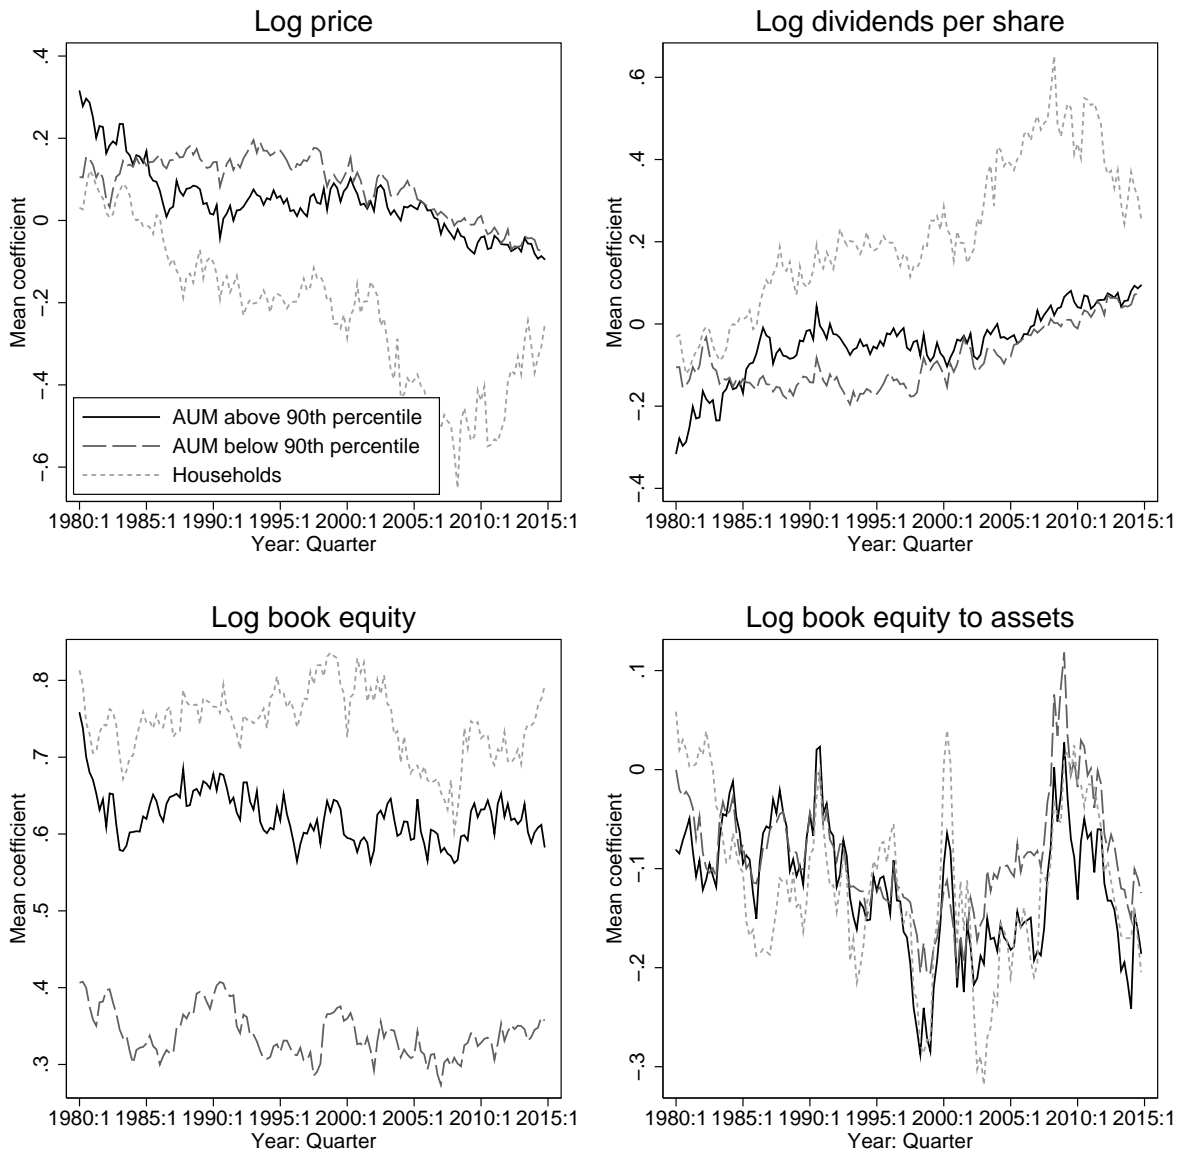 Log price
Mean coefficient
.4
.2
0
−.2
−.4
−.6
AUM above 90th percentile
AUM below 90th percentile
Households
1980:1 1985:1 1990:1 1995:1 2000:1 2005:1 2010:1 2015:1
Year: Quarter
Log dividends per share
Mean coefficient
.6
.4
.2
0
−.2
−.4
1980:1 1985:1 1990:1 1995:1 2000:1 2005:1 2010:1 2015:1
Year: Quarter
Log book equity
Mean coefficient
.8
.7
.6
.5
.4
.3
1980:1 1985:1 1990:1 1995:1 2000:1 2005:1 2010:1 2015:1
Year: Quarter
Log book equity to assets
Mean coefficient
.1
0
−.1
−.2
−.3
1980:1 1985:1 1990:1 1995:1 2000:1 2005:1 2010:1 2015:1
Year: Quarter